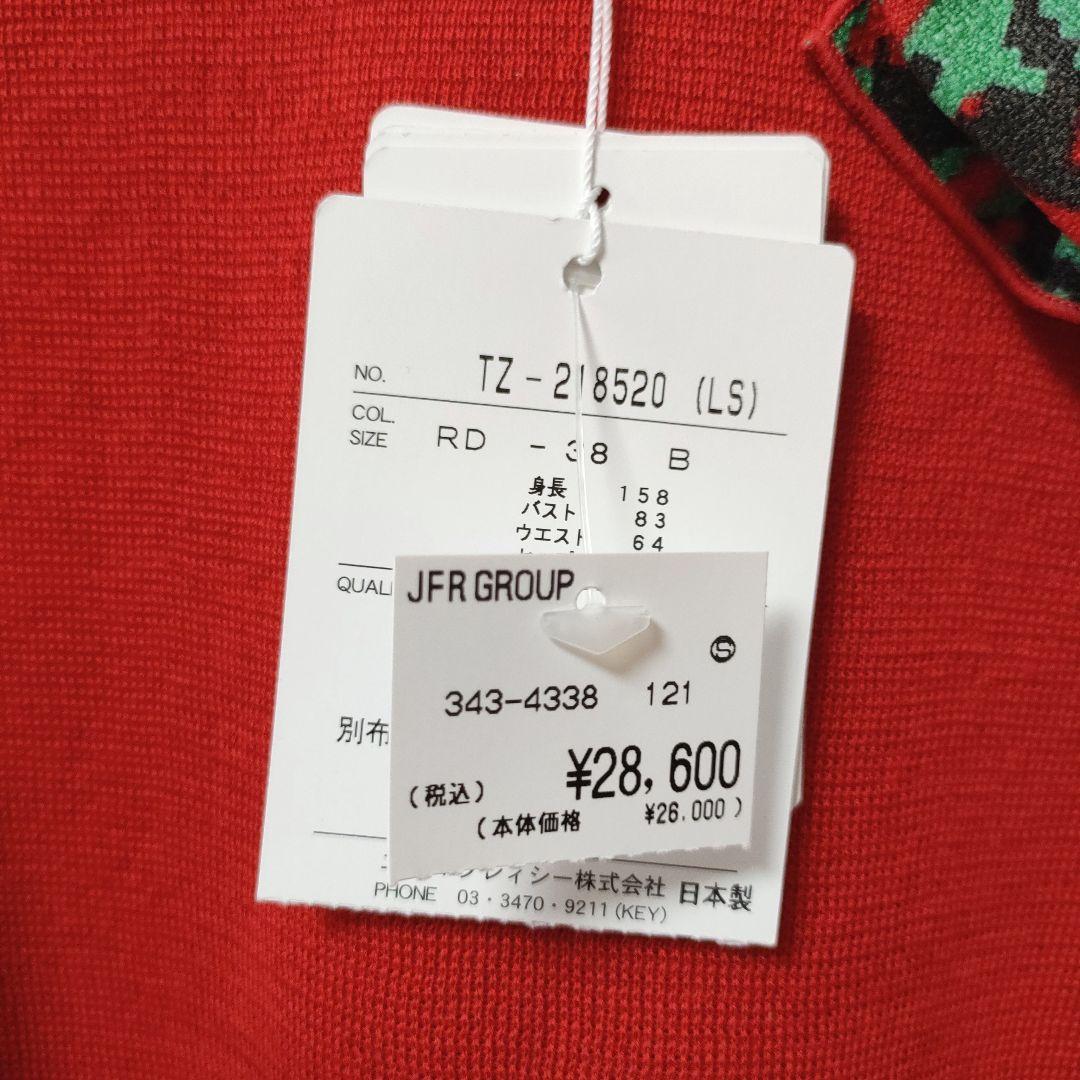 NO. TZ-218520 (LS)
COL.
SIZE RD -38 B
身長 158
バスト 83
ウエスト 64
QUALI
別布
JFR GROUP
S
343-4338 121
¥28,600
(税込)
(本体価格 ¥26,000)
レイシー株式会社 日本製
PHONE 03・3470・9211(KEY)